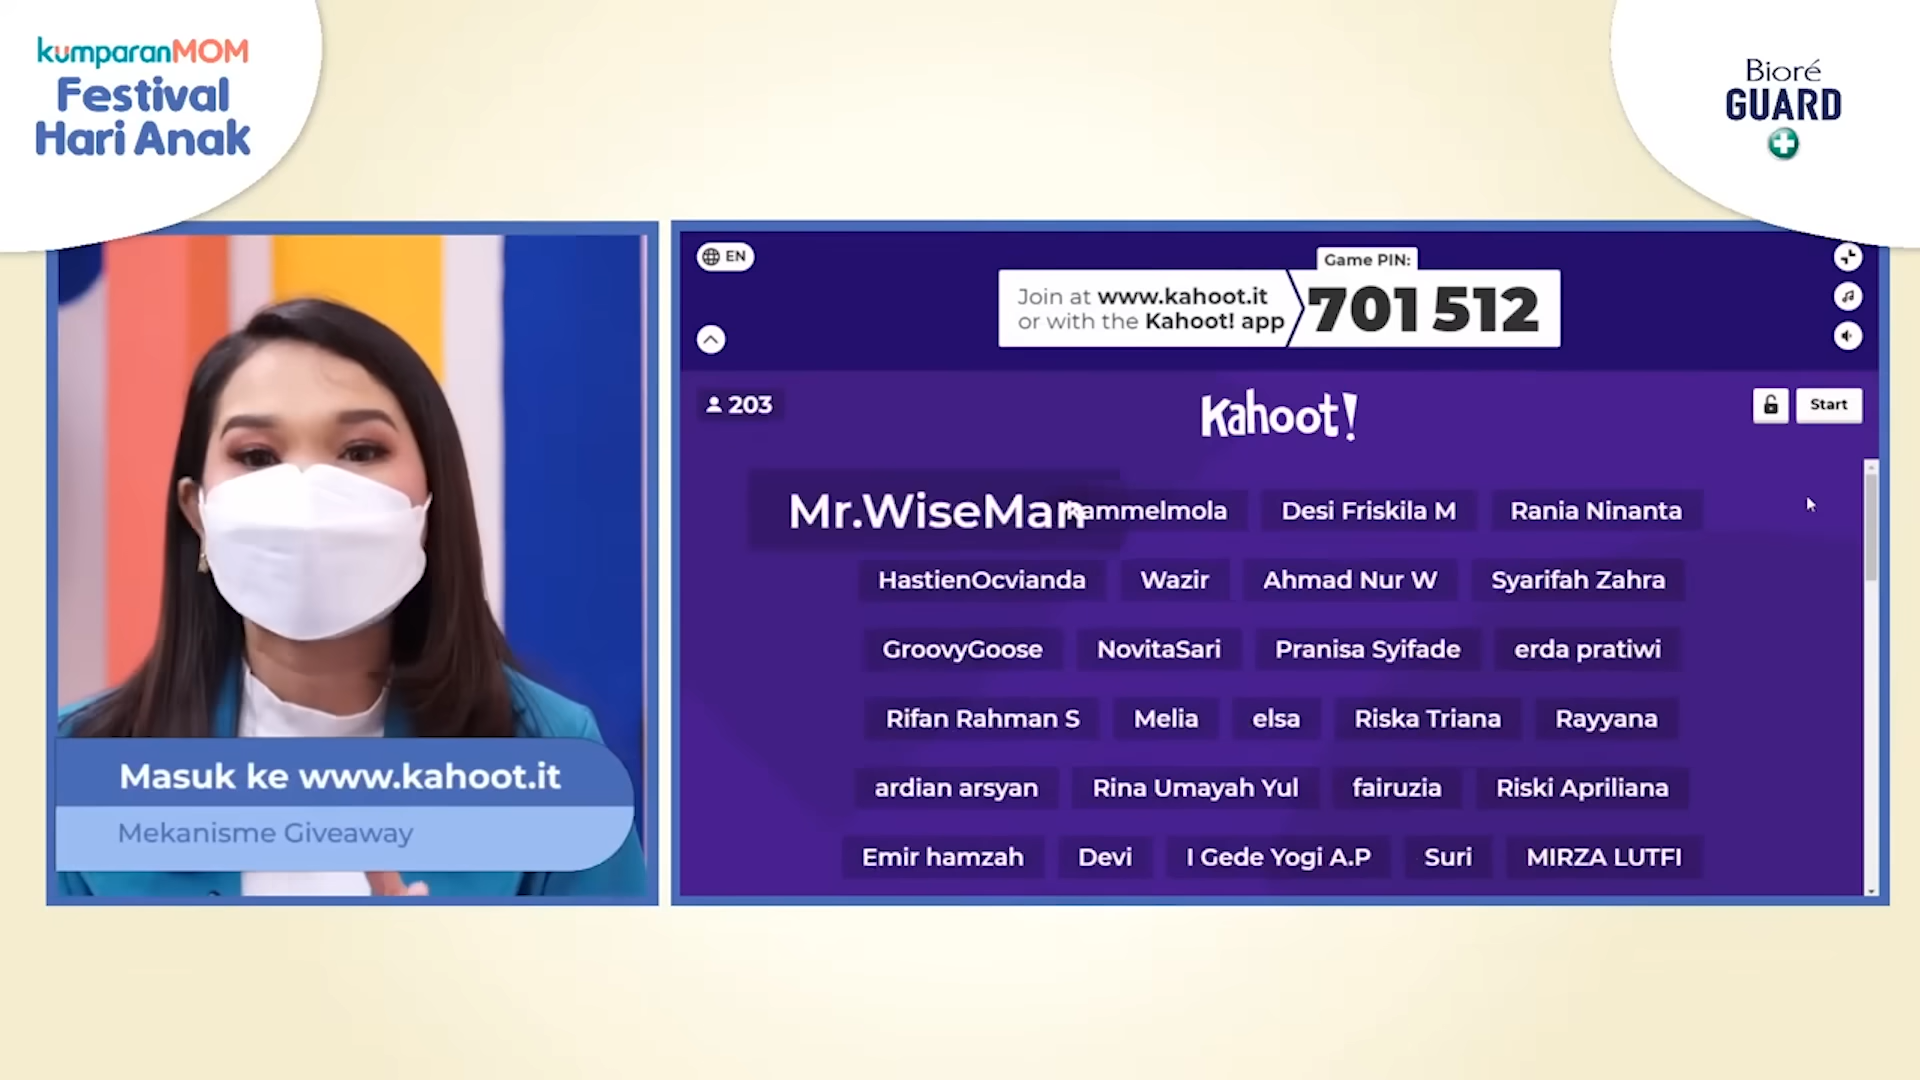 kumparanMOM
Festival
Hari Anak
Bioré
GUARD
EN
Game PIN:
Join at www.kahoot.it
or with the Kahoot! app
701 512
203
Kahoot!
Start
Mr.WiseMan
Desi Friskila M
Rania Ninanta
HastienOcvianda
Wazir
Ahmad Nur W
Syarifah Zahra
GroovyGoose
NovitaSari
Pranisa Syifade
erda pratiwi
Rifan Rahman S
Melia
elsa
Riska Triana
Rayyana
ardian arsyan
Rina Umayah Yul
fairuzia
Riski Apriliana
Emir hamzah
Devi
I Gede Yogi A.P
Suri
MIRZA LUTFI
Masuk ke www.kahoot.it
Mekanisme Giveaway